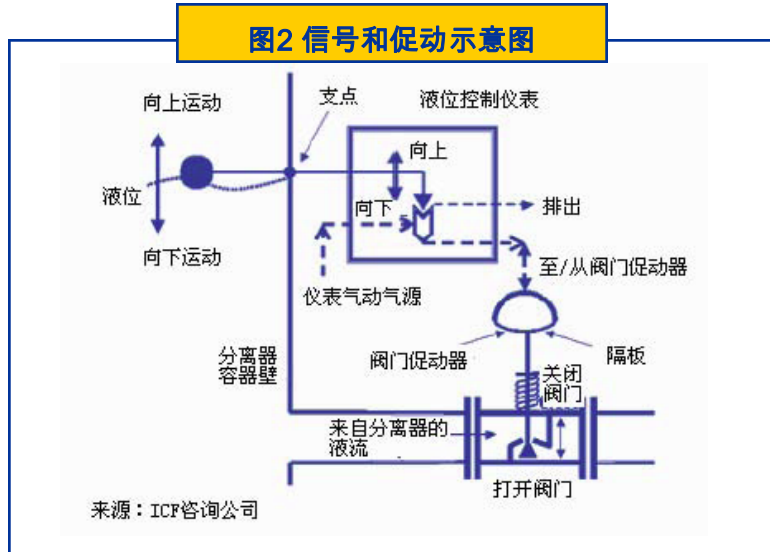 图2 信号和促动示意图
向上运动
支点
液位控制仪表
向上
液位
向下
排出
向下运动
至/从阀门促动器
仪表气动气源
分离器
容器壁
阀门促动器
隔板
关闭
阀门
来自分离器的
液流
打开阀门
来源：ICF咨询公司